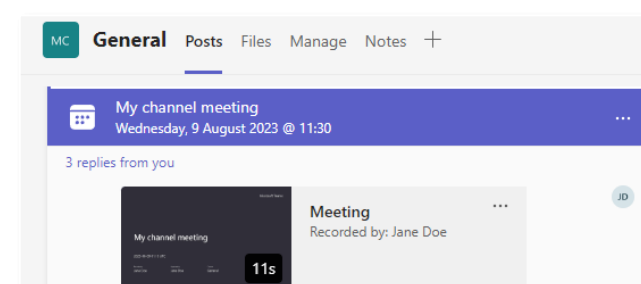 MC General Posts Files Manage Notes
My channel meeting
Wednesday, 9 August 2023 @ 11:30
3 replies from you
Meeting
Recorded by: Jane Doe
JD
My channel meeting
11s